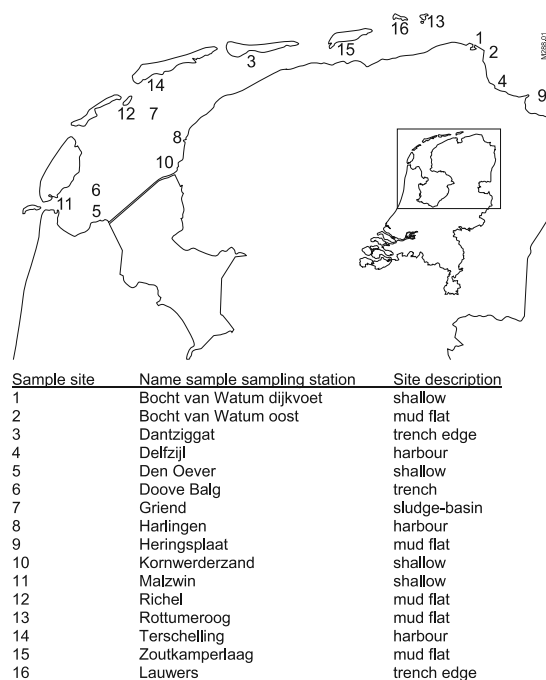 16 13
1
15
2
3
M288.01
14
4
9
12 7
8
10
6
11
5
Sample site Name sample sampling station Site description
1 Bocht van Watum dijkvoet shallow
2 Bocht van Watum oost mud flat
3 Dantziggat trench edge
4 Delfzijl harbour
5 Den Oever shallow
6 Doove Balg trench
7 Griend sludge-basin
8 Harlingen harbour
9 Heringsplaat mud flat
10 Kornwerderzand shallow
11 Malzwin shallow
12 Richel mud flat
13 Rottumeroog mud flat
14 Terschelling harbour
15 Zoutkamperlaag mud flat
16 Lauwers trench edge